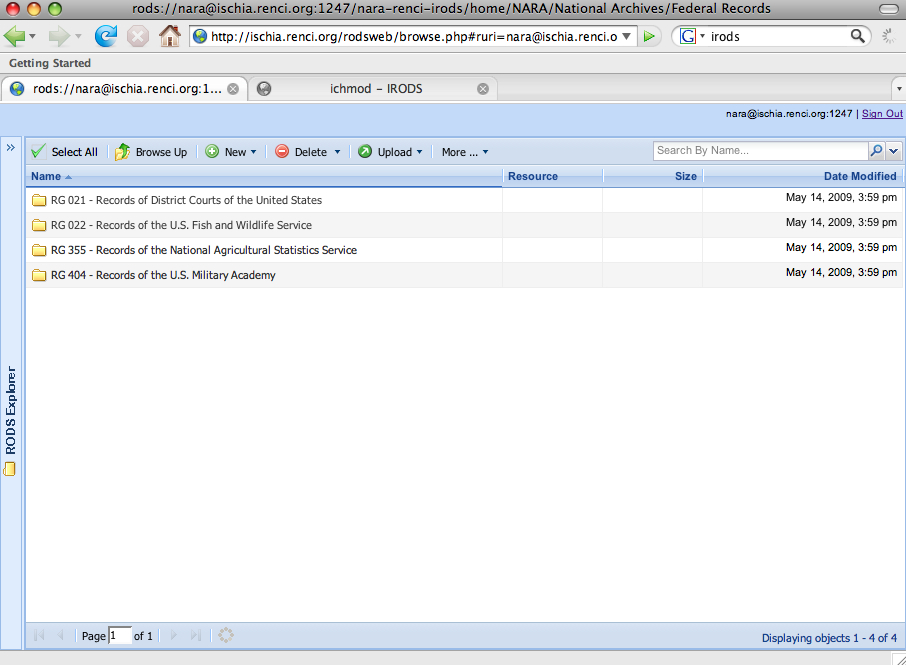 rods://nara@ischia.renci.org:1247/nara-renci-irods/home/NARA/National Archives/Federal Records
http://ischia.renci.org/rodsweb/browse.php#ruri=nara@ischia.renci.o
G irods
Getting Started
rods://nara@ischia.renci.org:1... ichmod – IRODS
nara@ischia.renci.org:1247 | Sign Out
Select All Browse Up New Delete Upload More ... Search By Name...
Name Resource Size Date Modified
RG 021 - Records of District Courts of the United States May 14, 2009, 3:59 pm
RG 022 - Records of the U.S. Fish and Wildlife Service May 14, 2009, 3:59 pm
RG 355 - Records of the National Agricultural Statistics Service May 14, 2009, 3:59 pm
RG 404 - Records of the U.S. Military Academy May 14, 2009, 3:59 pm
RODS Explorer
Page 1 of 1 Displaying objects 1 - 4 of 4